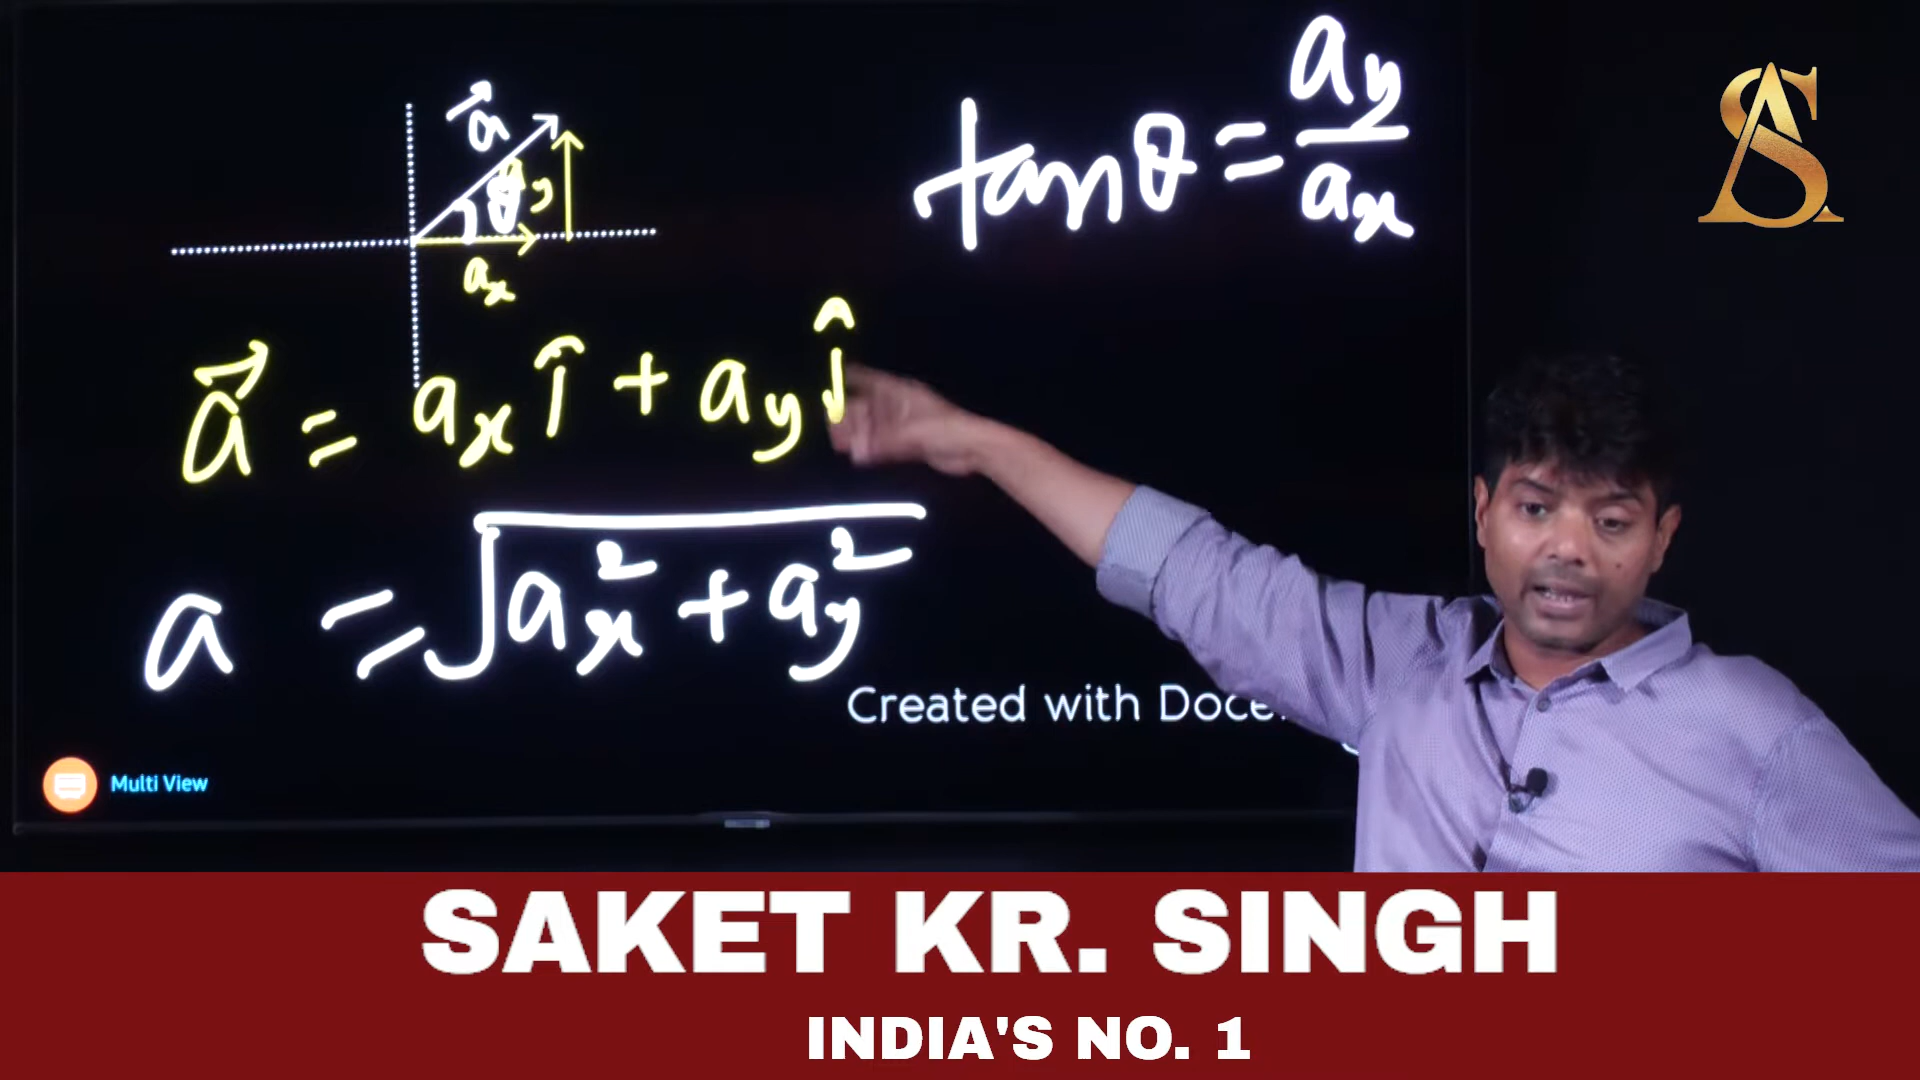 a⃗
θ
a_y
a_x
tanθ = a_y/a_x
a⃗ = a_x î + a_y ĵ
a = √(a_x² + a_y²)
Created with
Multi View
AS
SAKET KR. SINGH
INDIA'S NO. 1